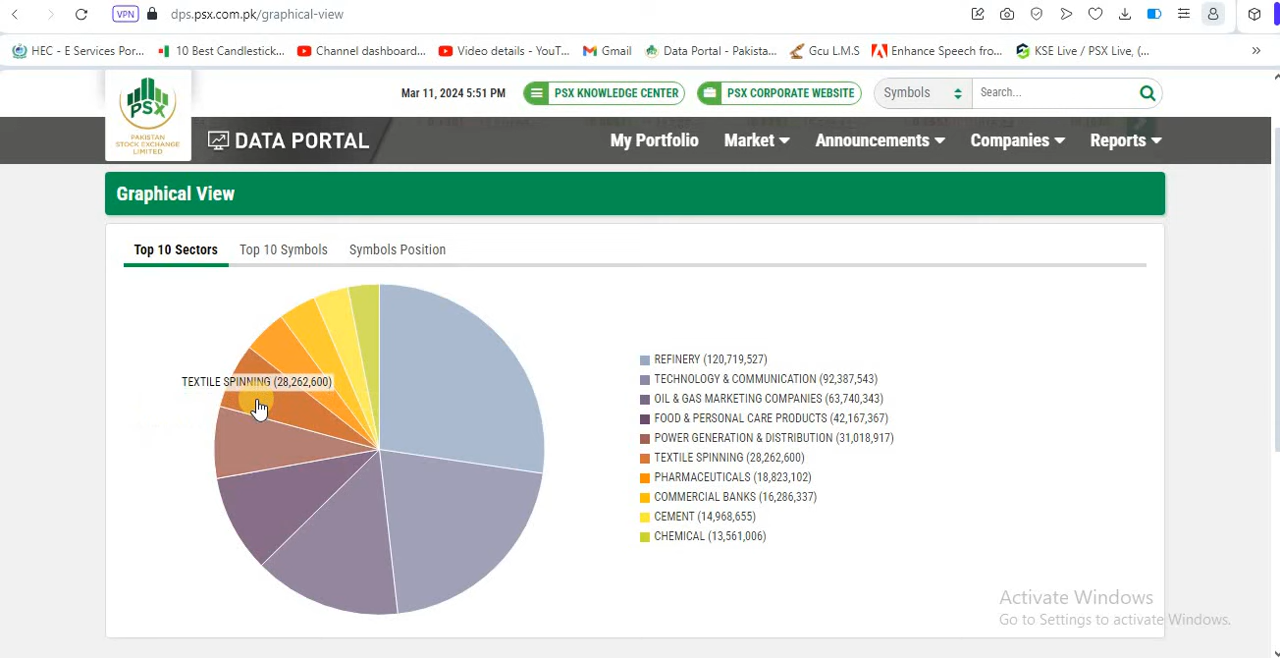 VPN dps.psx.com.pk/graphical-view
HEC - E Services Por... 10 Best Candlestick... Channel dashboard... Video details - YouT... Gmail Data Portal - Pakista... Gcu L.M.S Enhance Speech fro... KSE Live / PSX Live, (... »
PSX
PAKISTAN
STOCK EXCHANGE
LIMITED
Mar 11, 2024 5:51 PM PSX KNOWLEDGE CENTER PSX CORPORATE WEBSITE Symbols Search...
DATA PORTAL My Portfolio Market Announcements Companies Reports
Graphical View
Top 10 Sectors Top 10 Symbols Symbols Position
TEXTILE SPINNING (28,262,600)
REFINERY (120,719,527)
TECHNOLOGY & COMMUNICATION (92,387,543)
OIL & GAS MARKETING COMPANIES (63,740,343)
FOOD & PERSONAL CARE PRODUCTS (42,167,367)
POWER GENERATION & DISTRIBUTION (31,018,917)
TEXTILE SPINNING (28,262,600)
PHARMACEUTICALS (18,823,102)
COMMERCIAL BANKS (16,286,337)
CEMENT (14,968,655)
CHEMICAL (13,561,006)
Activate Windows
Go to Settings to activate Windows.